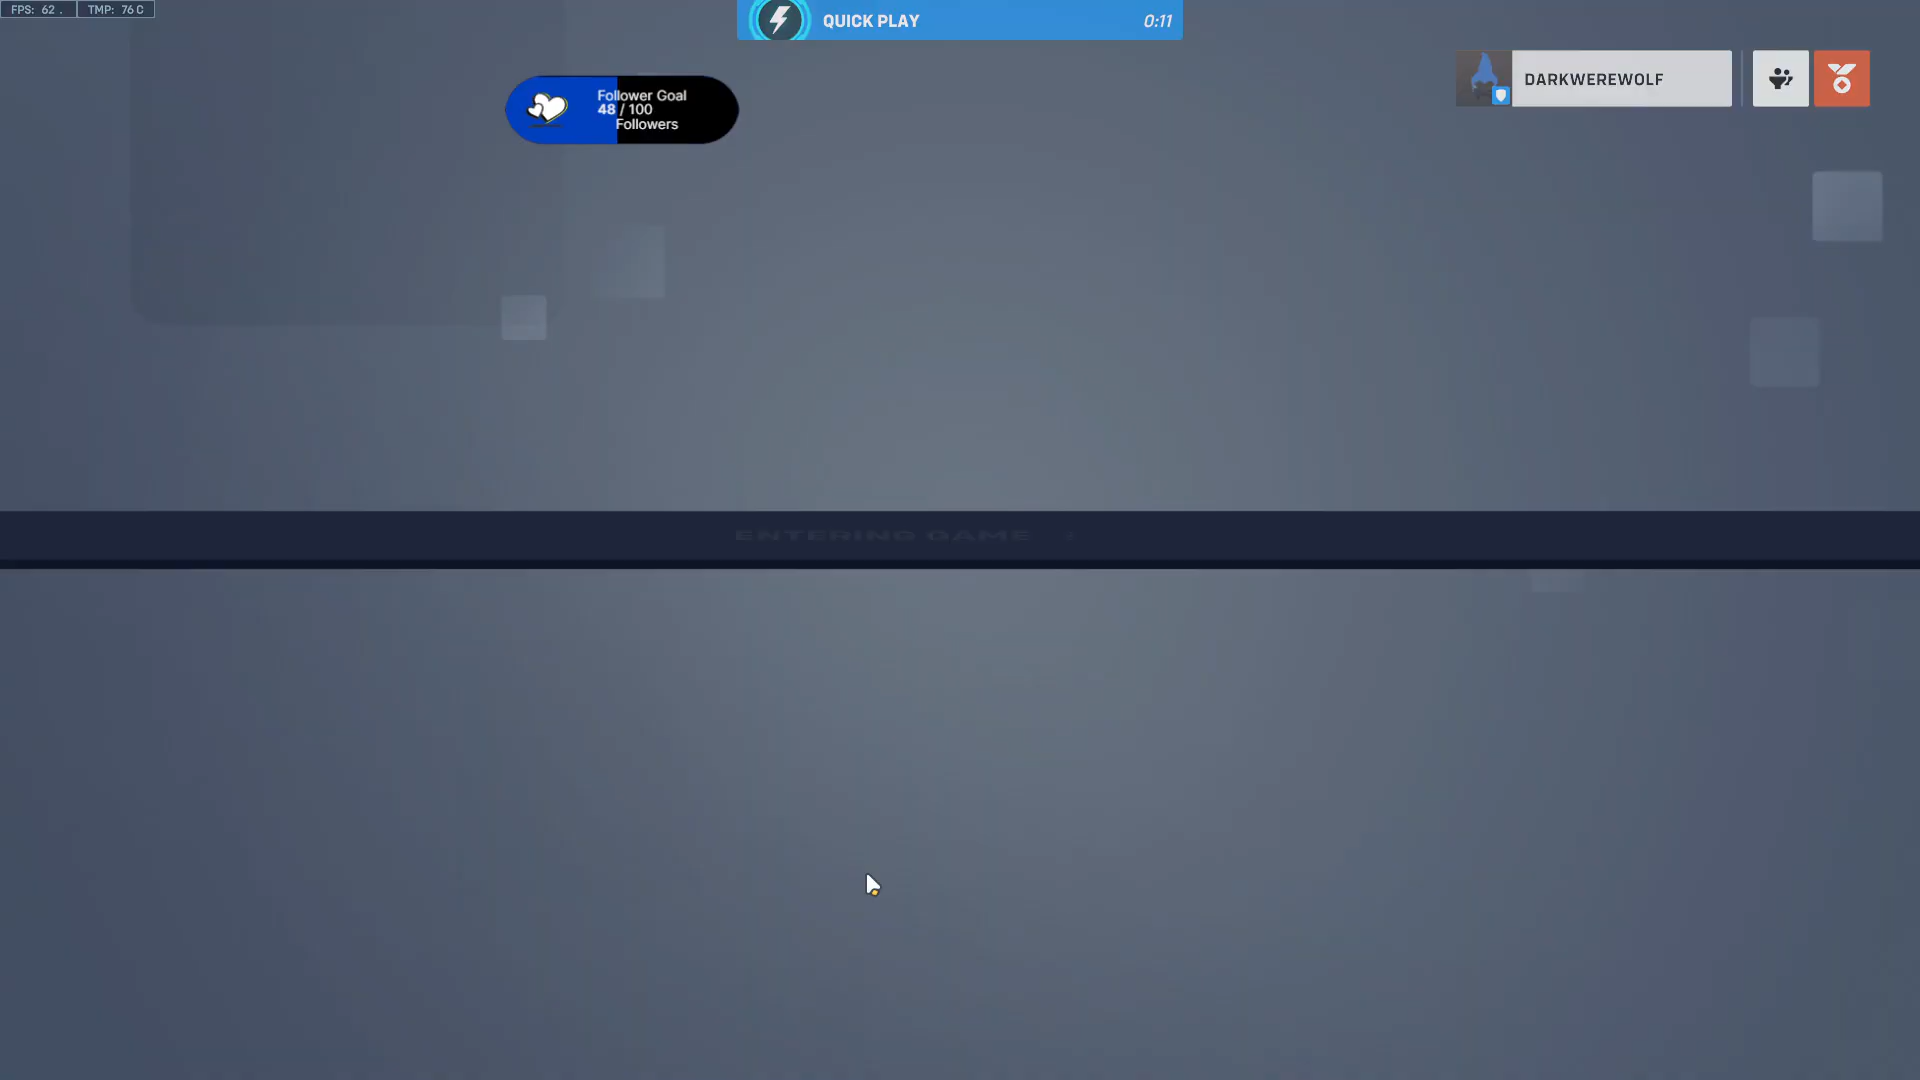 FPS: 62 .
TMP: 76 C
QUICK PLAY
0:11
DARKWEREWOLF
Follower Goal
48 / 100
Followers
ENTERING GAME